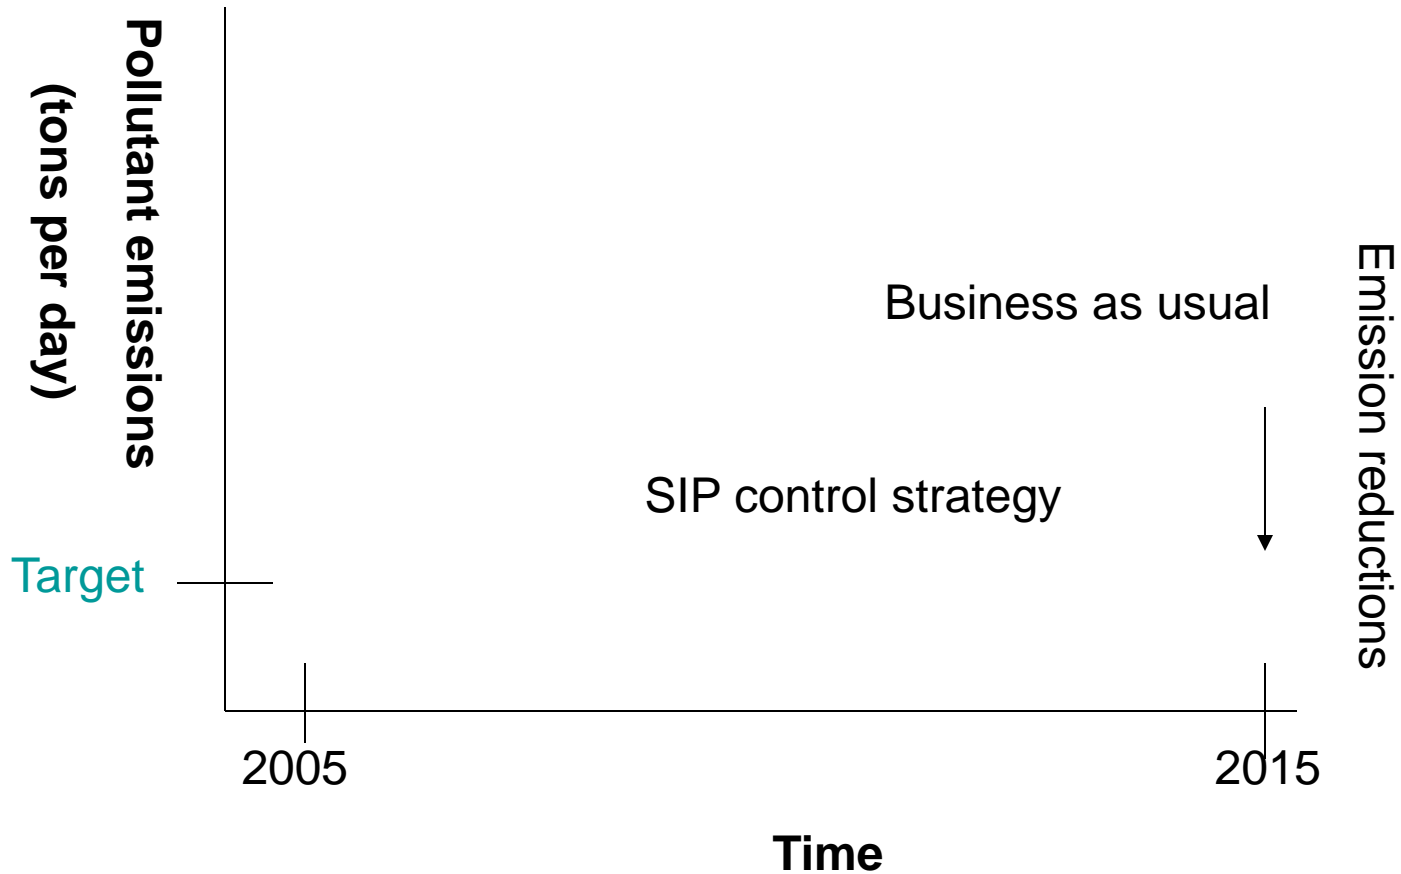 Pollutant emissions
(tons per day)
Business as usual
Emission reductions
SIP control strategy
Target
2005
2015
Time